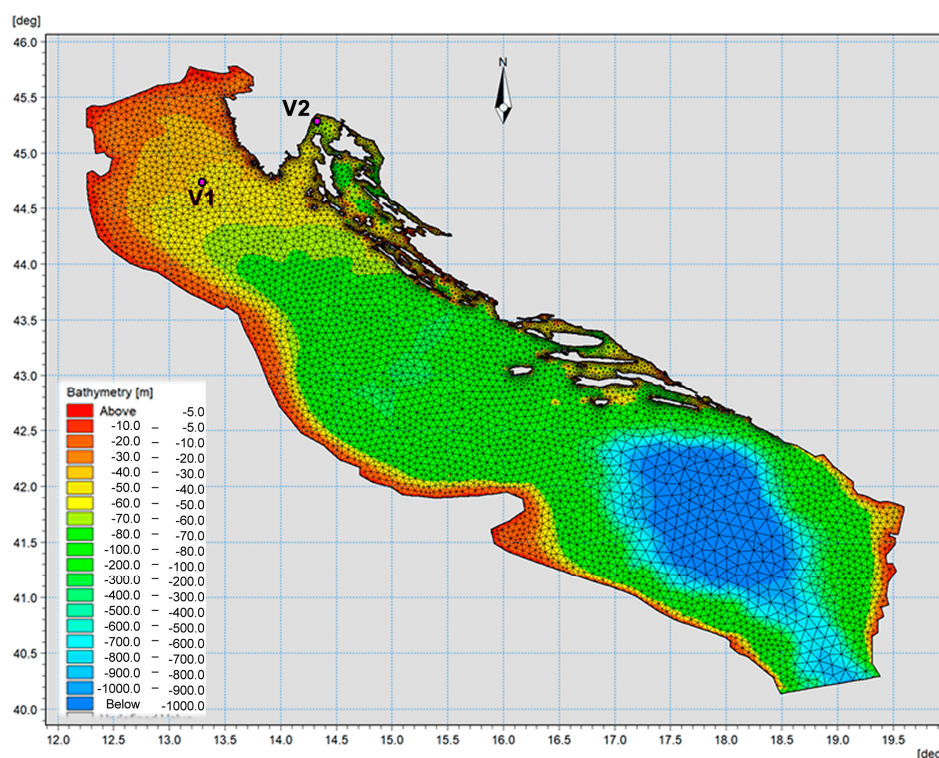 [deg]
46.0
45.5
45.0
44.5
44.0
43.5
43.0
42.5
42.0
41.5
41.0
40.5
40.0
N
V2
V1
Bathymetry [m]
Above -5.0
-10.0 – -5.0
-20.0 – -10.0
-30.0 – -20.0
-40.0 – -30.0
-50.0 – -40.0
-60.0 – -50.0
-70.0 – -60.0
-80.0 – -70.0
-100.0 – -80.0
-200.0 – -100.0
-300.0 – -200.0
-400.0 – -300.0
-500.0 – -400.0
-600.0 – -500.0
-700.0 – -600.0
-800.0 – -700.0
-900.0 – -800.0
-1000.0 – -900.0
Below -1000.0
12.0 12.5 13.0 13.5 14.0 14.5 15.0 15.5 16.0 16.5 17.0 17.5 18.0 18.5 19.0 19.5
[deg